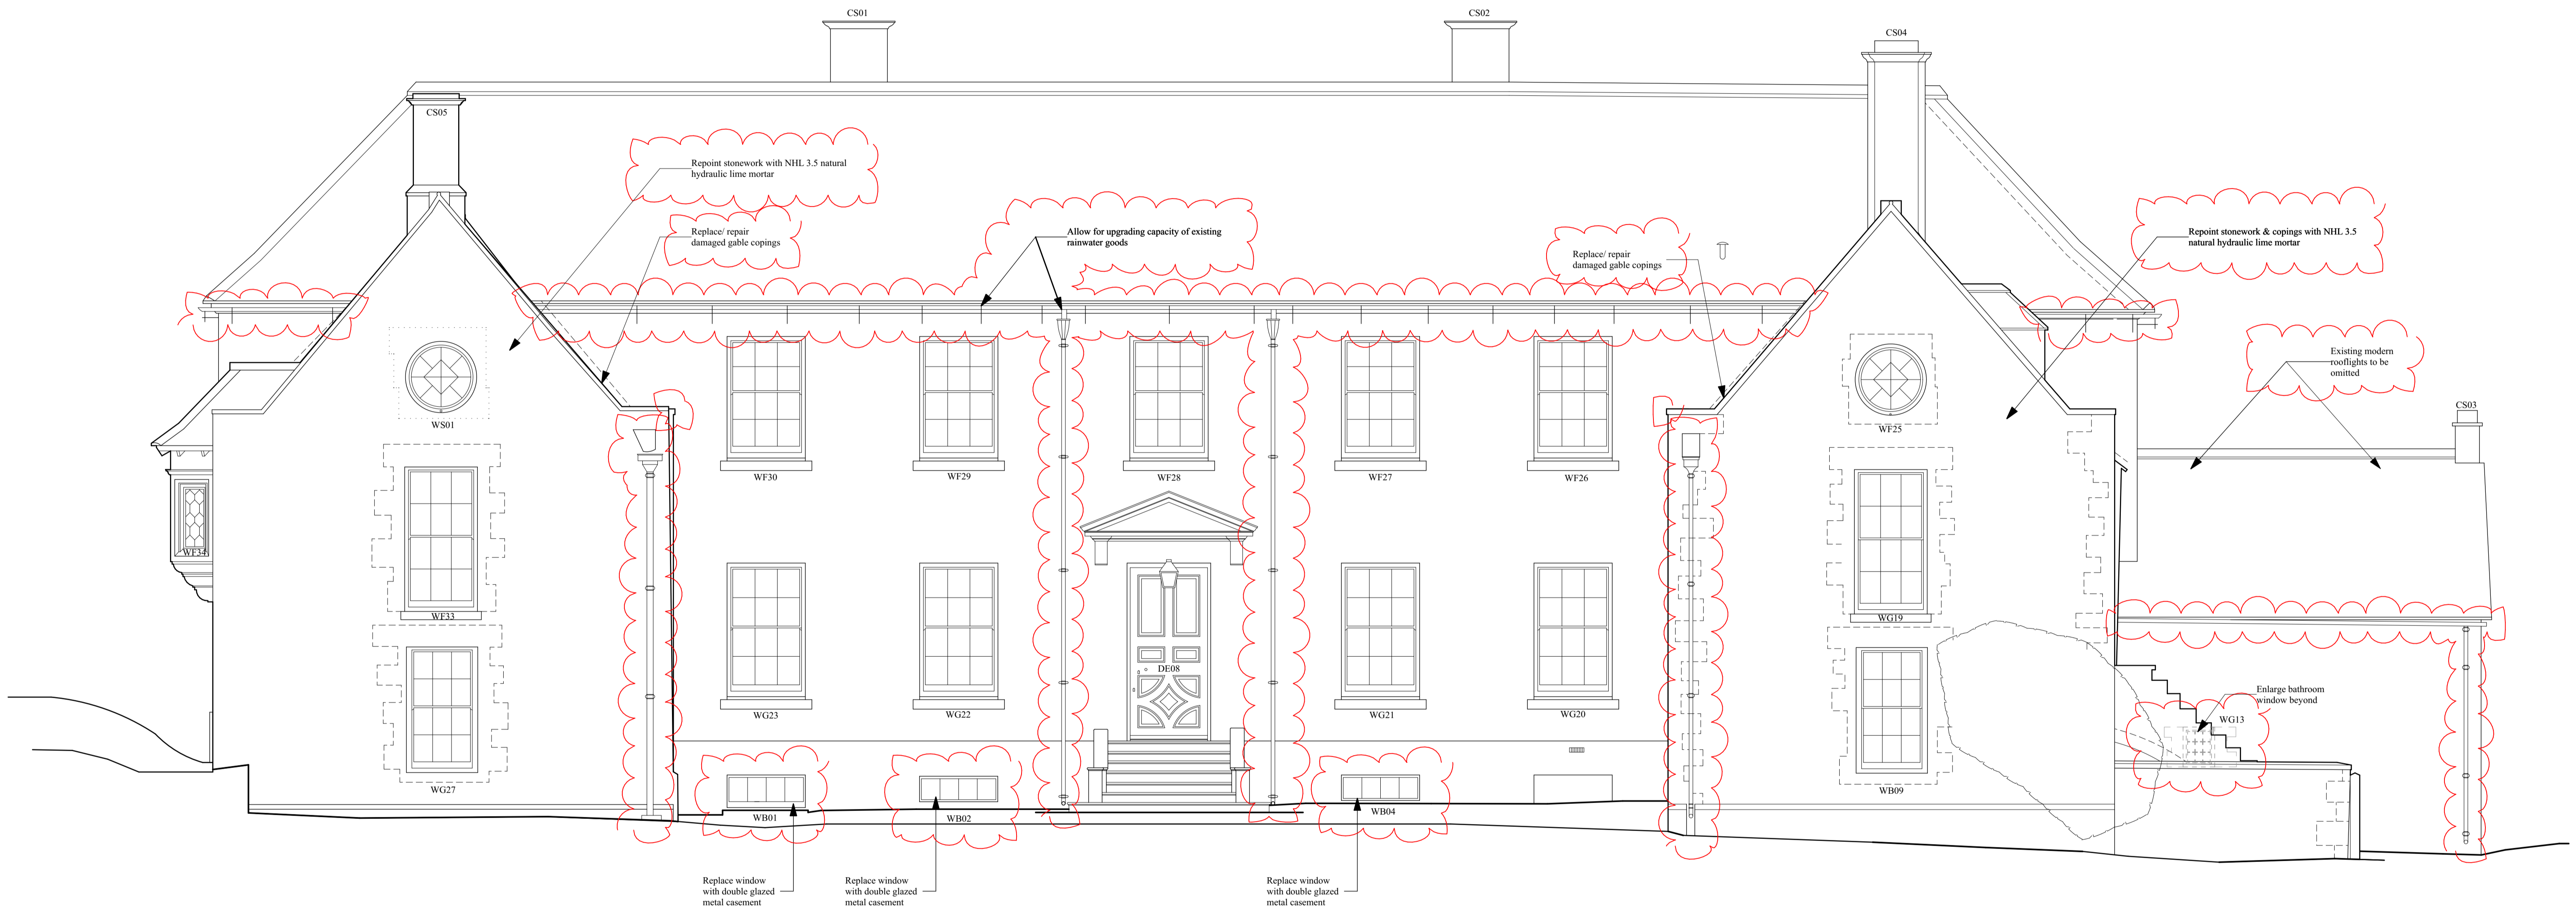 CS01
CS02
CS04
CS05
Repoint stonework with NHL 3.5 natural
hydraulic lime mortar
Replace/ repair
damaged gable copings
Allow for upgrading capacity of existing
rainwater goods
Replace/ repair
damaged gable copings
Repoint stonework & copings with NHL 3.5
natural hydraulic lime mortar
Existing modern
rooflights to be
omitted
CS03
WS01
WF25
WF30
WF29
WF28
WF27
WF26
WF34
WF33
WG19
DE08
WG23
WG22
WG21
WG20
Enlarge bathroom
window beyond
WG13
WG27
WB09
WB01
WB02
WB04
Replace window
with double glazed
metal casement
Replace window
with double glazed
metal casement
Replace window
with double glazed
metal casement